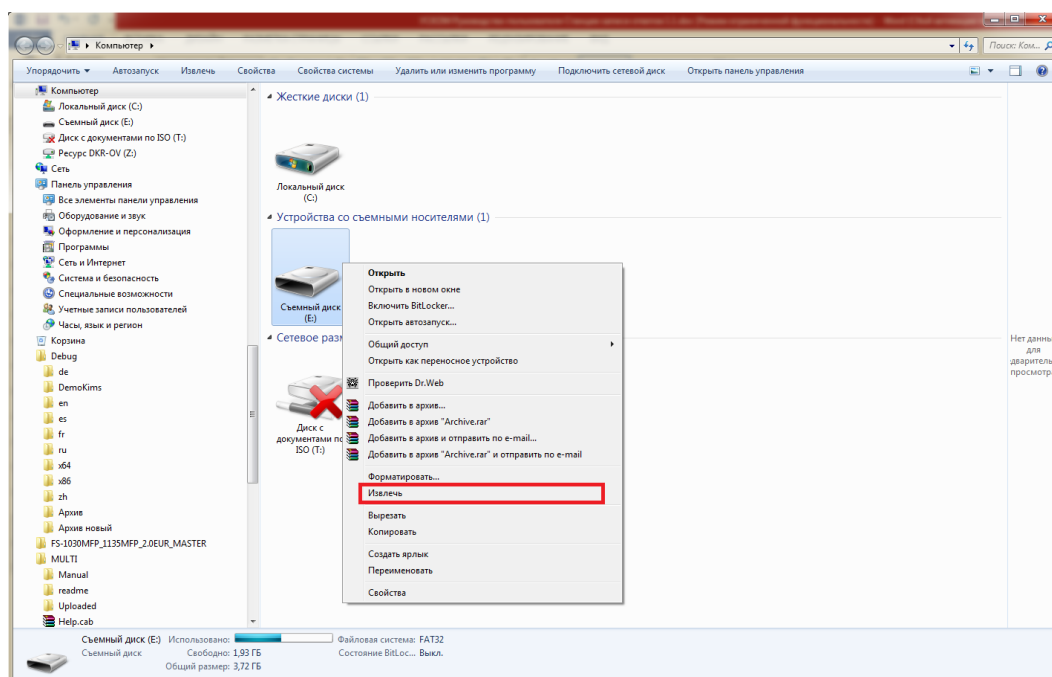 Компьютер
Поиск: Ком...
Упорядочить Автозапуск Извлечь Свойства Свойства системы Удалить или изменить программу Подключить сетевой диск Открыть панель управления
Компьютер
Локальный диск (C:)
Съемный диск (E:)
Диск с документами по ISO (T:)
Ресурс DKR-OV (Z:)
Сеть
Панель управления
Все элементы панели управления
Оборудование и звук
Оформление и персонализация
Программы
Сеть и Интернет
Система и безопасность
Специальные возможности
Учетные записи пользователей
Часы, язык и регион
Корзина
Debug
de
DemoKims
en
es
fr
ru
x64
x86
zh
Архив
Архив новый
FS-1030MFP_1135MFP_2.0EUR_MASTER
MULTI
Manual
readme
Uploaded
Help.cab
Жесткие диски (1)
Локальный диск
(C:)
Устройства со съемными носителями (1)
Съемный диск
(E:)
Сетевое раз
Диск с
документами по
ISO (T:)
Открыть
Открыть в новом окне
Включить BitLocker...
Открыть автозапуск...
Общий доступ
Открыть как переносное устройство
Проверить Dr.Web
Добавить в архив...
Добавить в архив "Archive.rar"
Добавить в архив и отправить по e-mail...
Добавить в архив "Archive.rar" и отправить по e-mail
Форматировать...
Извлечь
Вырезать
Копировать
Создать ярлык
Переименовать
Свойства
Нет данны
для
дваритель
просмотр
Съемный диск (E:) Использовано: Файловая система: FAT32
Съемный диск Свободно: 1,93 ГБ Состояние BitLoc... Выкл.
Общий размер: 3,72 ГБ